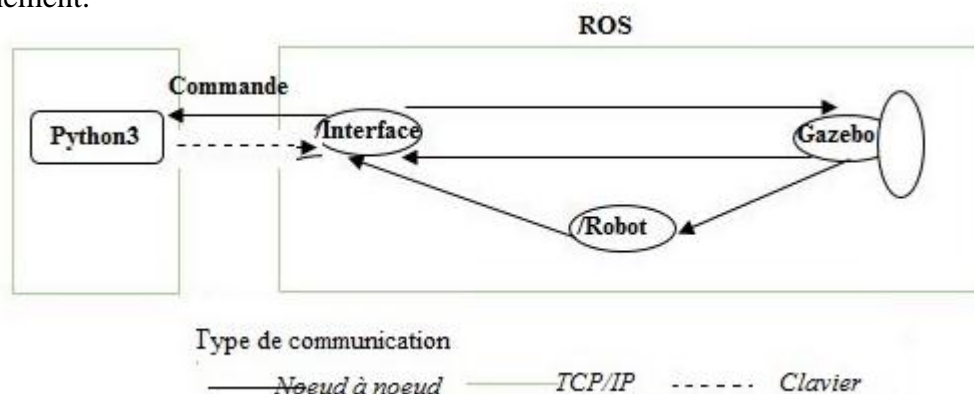 ROS
Commande
Python3
/Interface
Gazebo
/Robot
Type de communication
Noeud à noeud TCP/IP Clavier